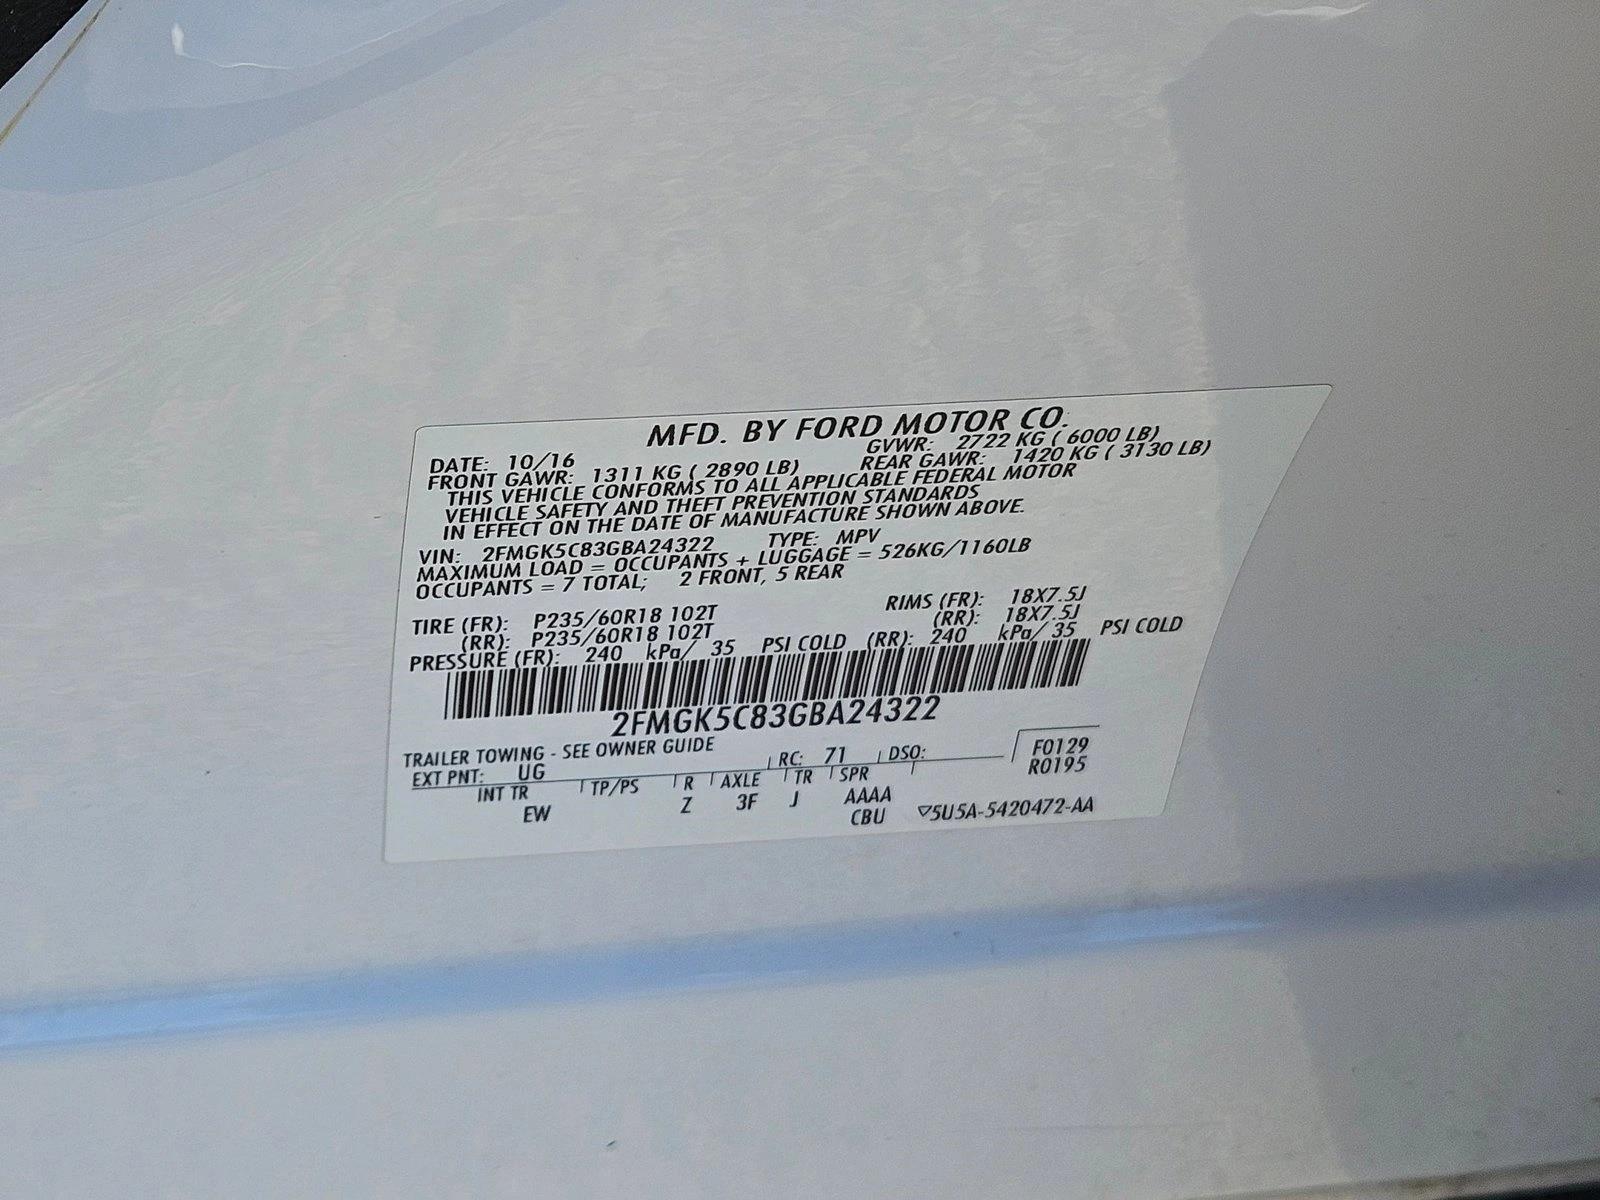 MFD. BY FORD MOTOR CO.
DATE: 10/16 GVWR: 2722 KG ( 6000 LB)
FRONT GAWR: 1311 KG ( 2890 LB) REAR GAWR: 1420 KG ( 3130 LB)
THIS VEHICLE CONFORMS TO ALL APPLICABLE FEDERAL MOTOR
VEHICLE SAFETY AND THEFT PREVENTION STANDARDS
IN EFFECT ON THE DATE OF MANUFACTURE SHOWN ABOVE.
VIN: 2FMGK5C83GBA24322 TYPE: MPV
MAXIMUM LOAD = OCCUPANTS + LUGGAGE = 526KG/1160LB
OCCUPANTS = 7 TOTAL; 2 FRONT, 5 REAR
TIRE (FR): P235/60R18 102T RIMS (FR): 18X7.5J
(RR): P235/60R18 102T (RR): 18X7.5J
PRESSURE (FR): 240 kPa/ 35 PSI COLD (RR): 240 kPa/ 35 PSI COLD
2FMGK5C83GBA24322
TRAILER TOWING - SEE OWNER GUIDE
EXT PNT: UG RC: 71 DSO: F0129
R0195
INT TR TP/PS R AXLE TR SPR
EW Z 3F J AAAA
CBU ▽5U5A-5420472-AA